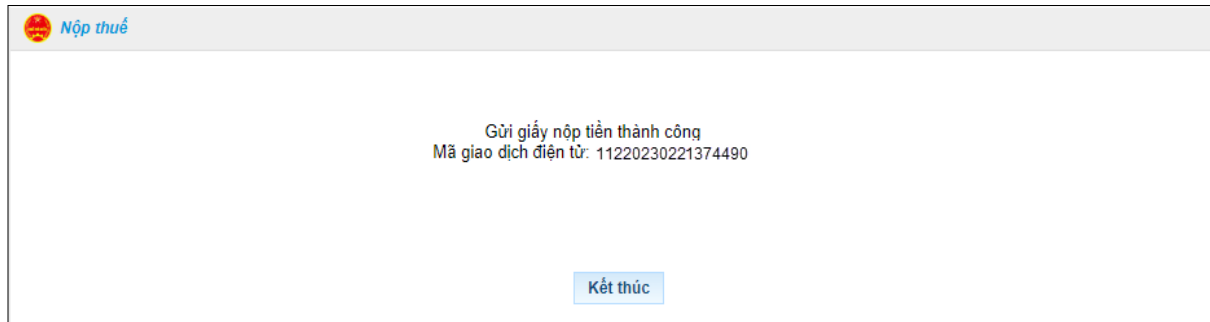 Nộp thuế
Gửi giấy nộp tiền thành công
Mã giao dịch điện tử: 11220230221374490
Kết thúc